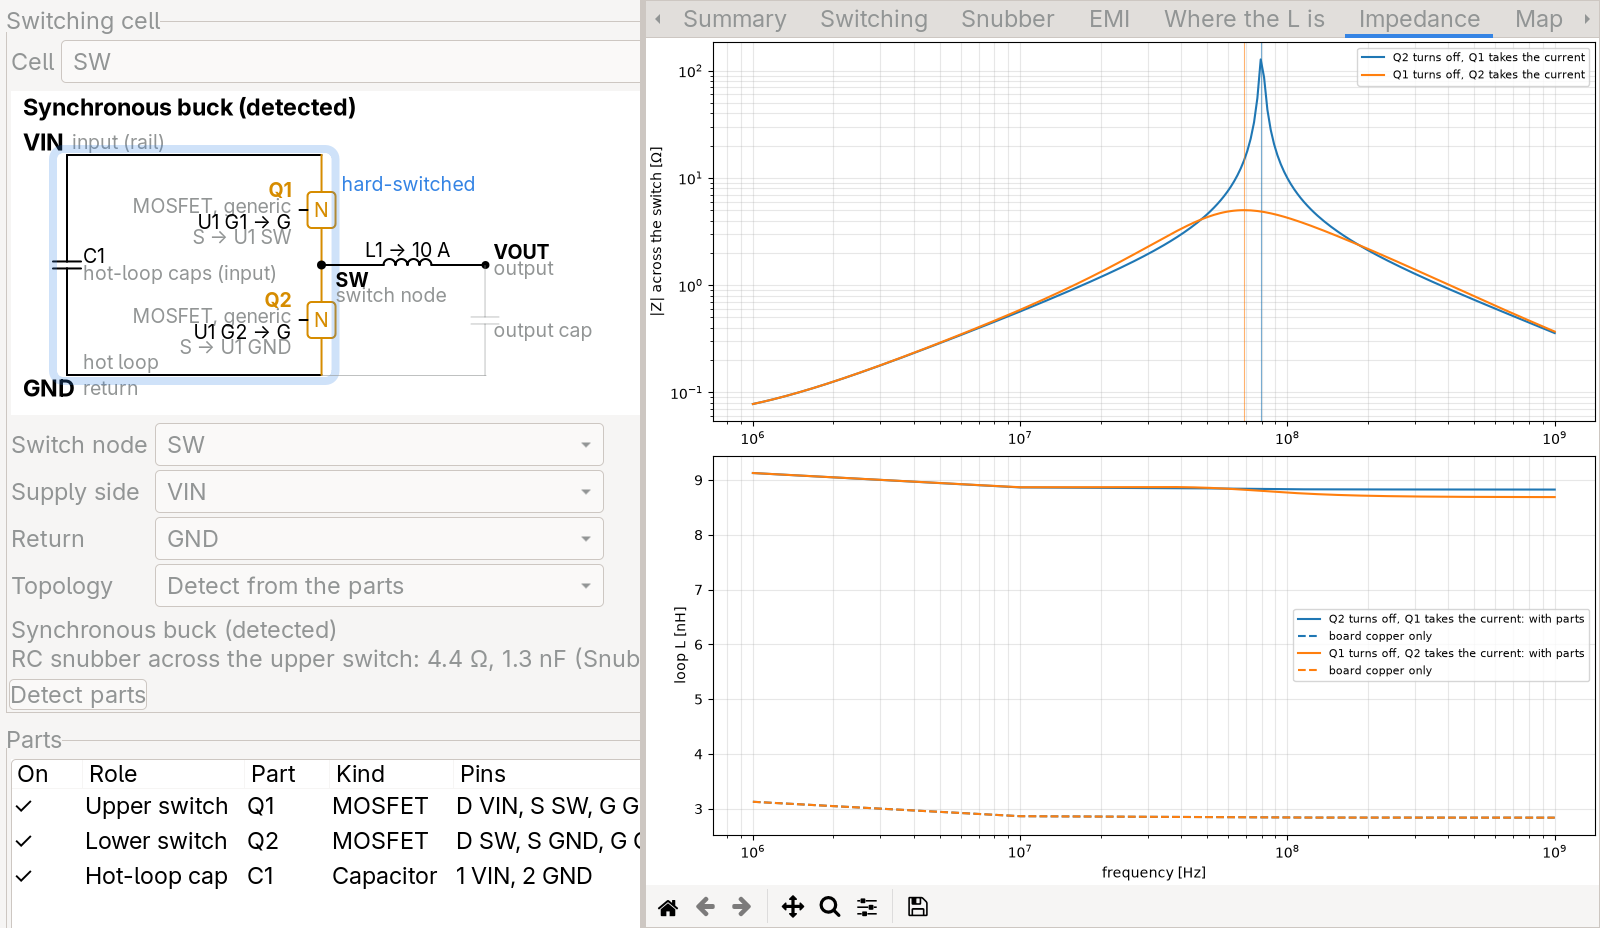 Switching cell
Cell SW
Synchronous buck (detected)
VIN input (rail)
Q1 hard-switched
MOSFET, generic N
U1 G1 → G
S → U1 SW
L1 → 10 A VOUT
C1 output
hot-loop caps (input) SW
switch node
Q2
MOSFET, generic N
U1 G2 → G output cap
S → U1 GND
hot loop
GND return
Switch node SW
Supply side VIN
Return GND
Topology Detect from the parts
Synchronous buck (detected)
RC snubber across the upper switch: 4.4 Ω, 1.3 nF (Snub
Detect parts
Parts
On Role Part Kind Pins
✓ Upper switch Q1 MOSFET D VIN, S SW, G G
✓ Lower switch Q2 MOSFET D SW, S GND, G
✓ Hot-loop cap C1 Capacitor 1 VIN, 2 GND
Summary Switching Snubber EMI Where the L is Impedance Map
|Z| across the switch [Ω]
10²
10¹
10⁰
10⁻¹
Q2 turns off, Q1 takes the current
Q1 turns off, Q2 takes the current
10⁶ 10⁷ 10⁸ 10⁹
loop L [nH]
9
8
7
6
5
4
3
Q2 turns off, Q1 takes the current: with parts
board copper only
Q1 turns off, Q2 takes the current: with parts
board copper only
10⁶ 10⁷ 10⁸ 10⁹
frequency [Hz]